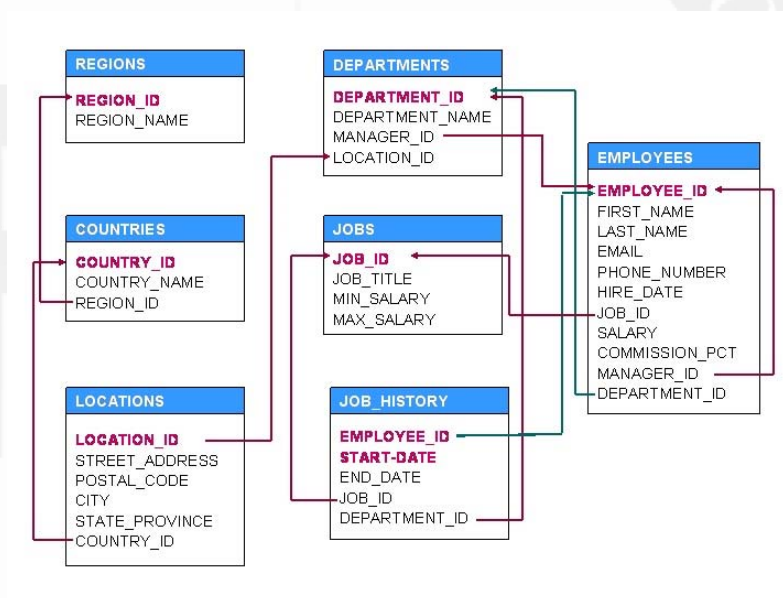 REGIONS
REGION_ID
REGION_NAME
DEPARTMENTS
DEPARTMENT_ID
DEPARTMENT_NAME
MANAGER_ID
LOCATION_ID
EMPLOYEES
EMPLOYEE_ID
FIRST_NAME
LAST_NAME
EMAIL
PHONE_NUMBER
HIRE_DATE
JOB_ID
SALARY
COMMISSION_PCT
MANAGER_ID
DEPARTMENT_ID
COUNTRIES
COUNTRY_ID
COUNTRY_NAME
REGION_ID
JOBS
JOB_ID
JOB_TITLE
MIN_SALARY
MAX_SALARY
LOCATIONS
LOCATION_ID
STREET_ADDRESS
POSTAL_CODE
CITY
STATE_PROVINCE
COUNTRY_ID
JOB_HISTORY
EMPLOYEE_ID
START-DATE
END_DATE
JOB_ID
DEPARTMENT_ID